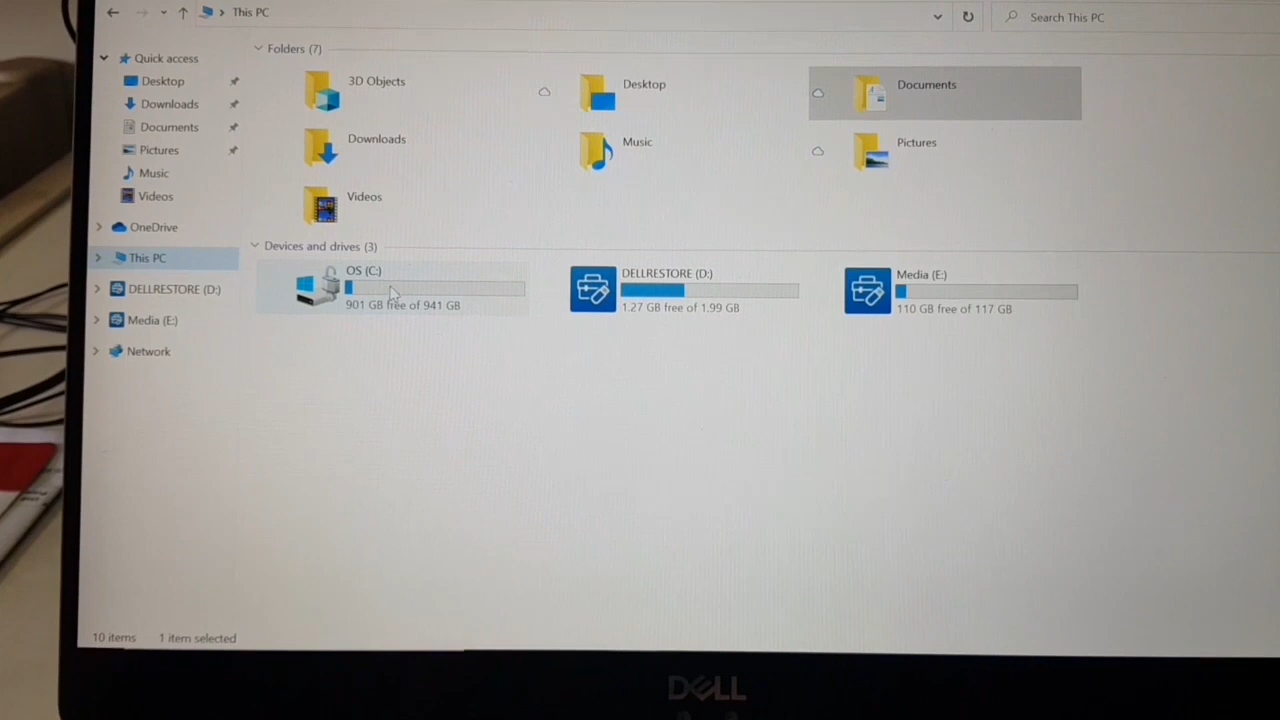 This PC
Search This PC
Quick access
Desktop
Downloads
Documents
Pictures
Music
Videos
OneDrive
This PC
DELLRESTORE (D:)
Media (E:)
Network
Folders (7)
3D Objects
Desktop
Documents
Downloads
Music
Pictures
Videos
Devices and drives (3)
OS (C:)
901 GB free of 941 GB
DELLRESTORE (D:)
1.27 GB free of 1.99 GB
Media (E:)
110 GB free of 117 GB
10 items
1 item selected
DELL